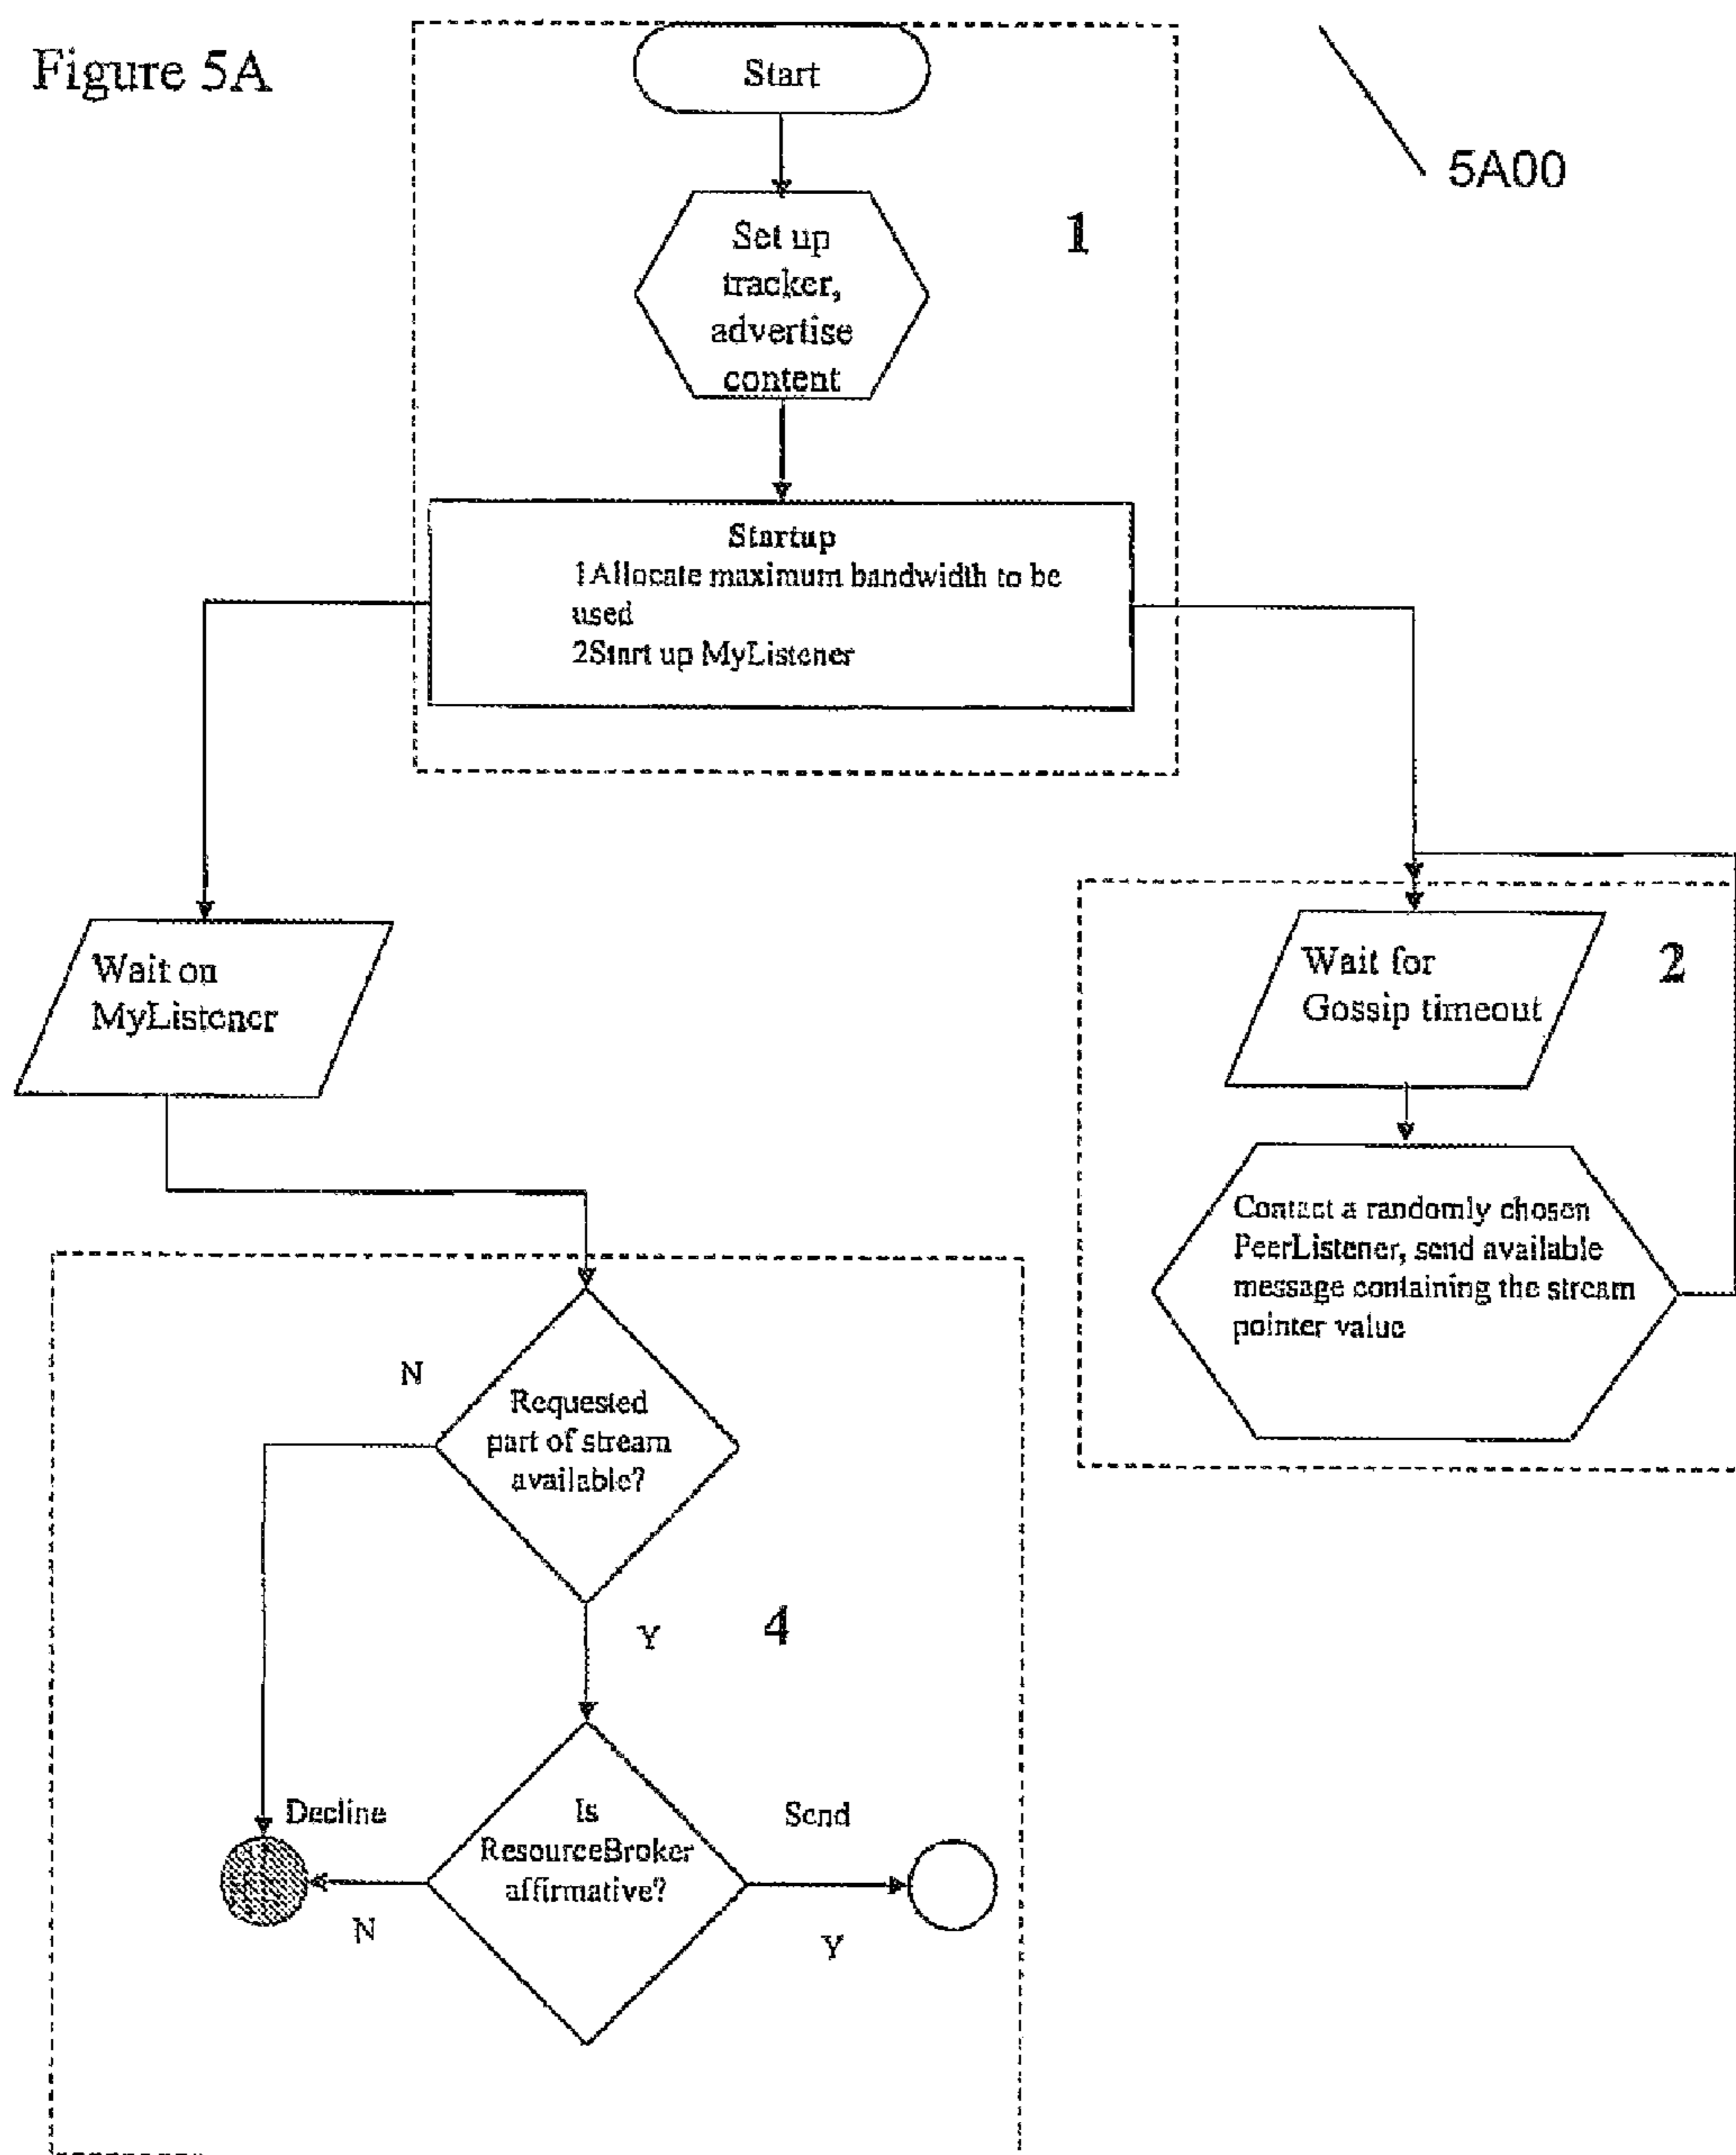 Figure 5A
Start
5A00
1
Set up
tracker,
advertise
content
Startup
1Allocate maximum bandwidth to be
used
2Start up MyListener
Wait on
MyListener
Wait for
Gossip timeout
2
Contact a randomly chosen
PeerListener, send available
message containing the stream
pointer value
N
Requested
part of stream
available?
Y
4
Decline
Is
ResourceBroker
affirmative?
Send
N
Y